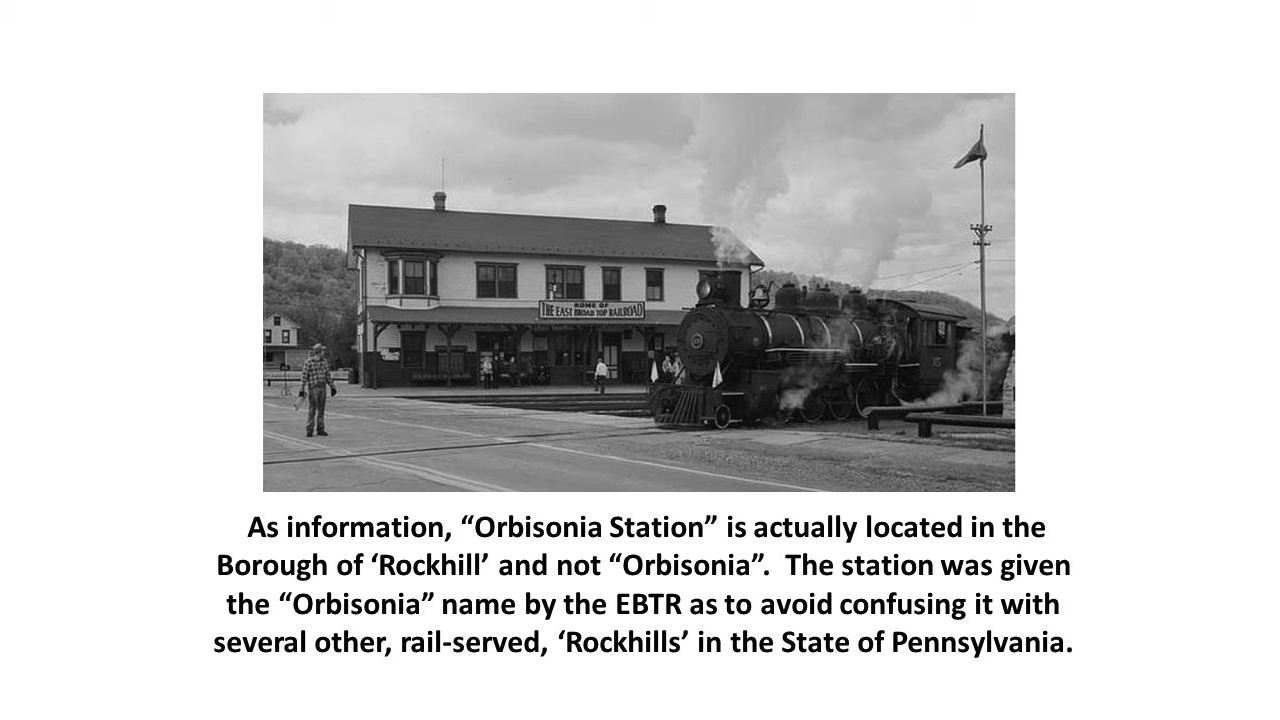 HOME OF
THE EAST BROAD TOP RAILROAD
15
As information, “Orbisonia Station” is actually located in the
Borough of ‘Rockhill’ and not “Orbisonia”.  The station was given
the “Orbisonia” name by the EBTR as to avoid confusing it with
several other, rail-served, ‘Rockhills’ in the State of Pennsylvania.